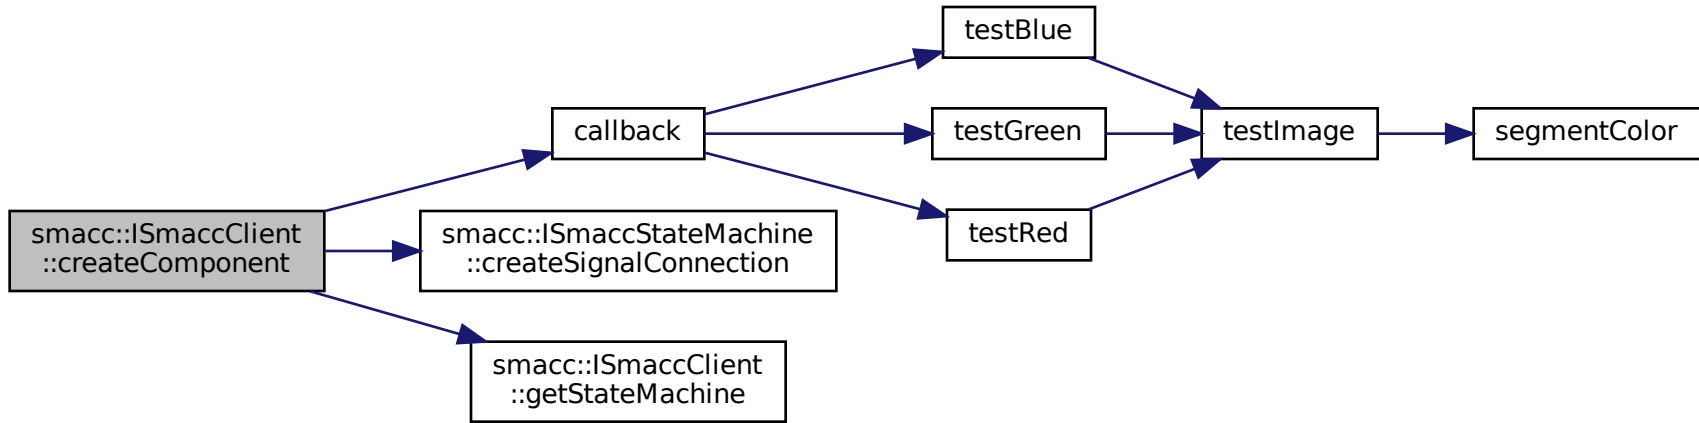 testBlue
callback
testGreen
testImage
segmentColor
smacc::ISmaccClient
::createComponent
smacc::ISmaccStateMachine
::createSignalConnection
testRed
smacc::ISmaccClient
::getStateMachine